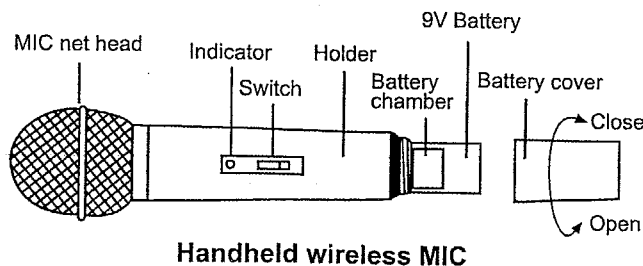 9V Battery
MIC net head
Indicator
Holder
Switch
Battery
chamber
Battery cover
Close
Open
Handheld wireless MIC